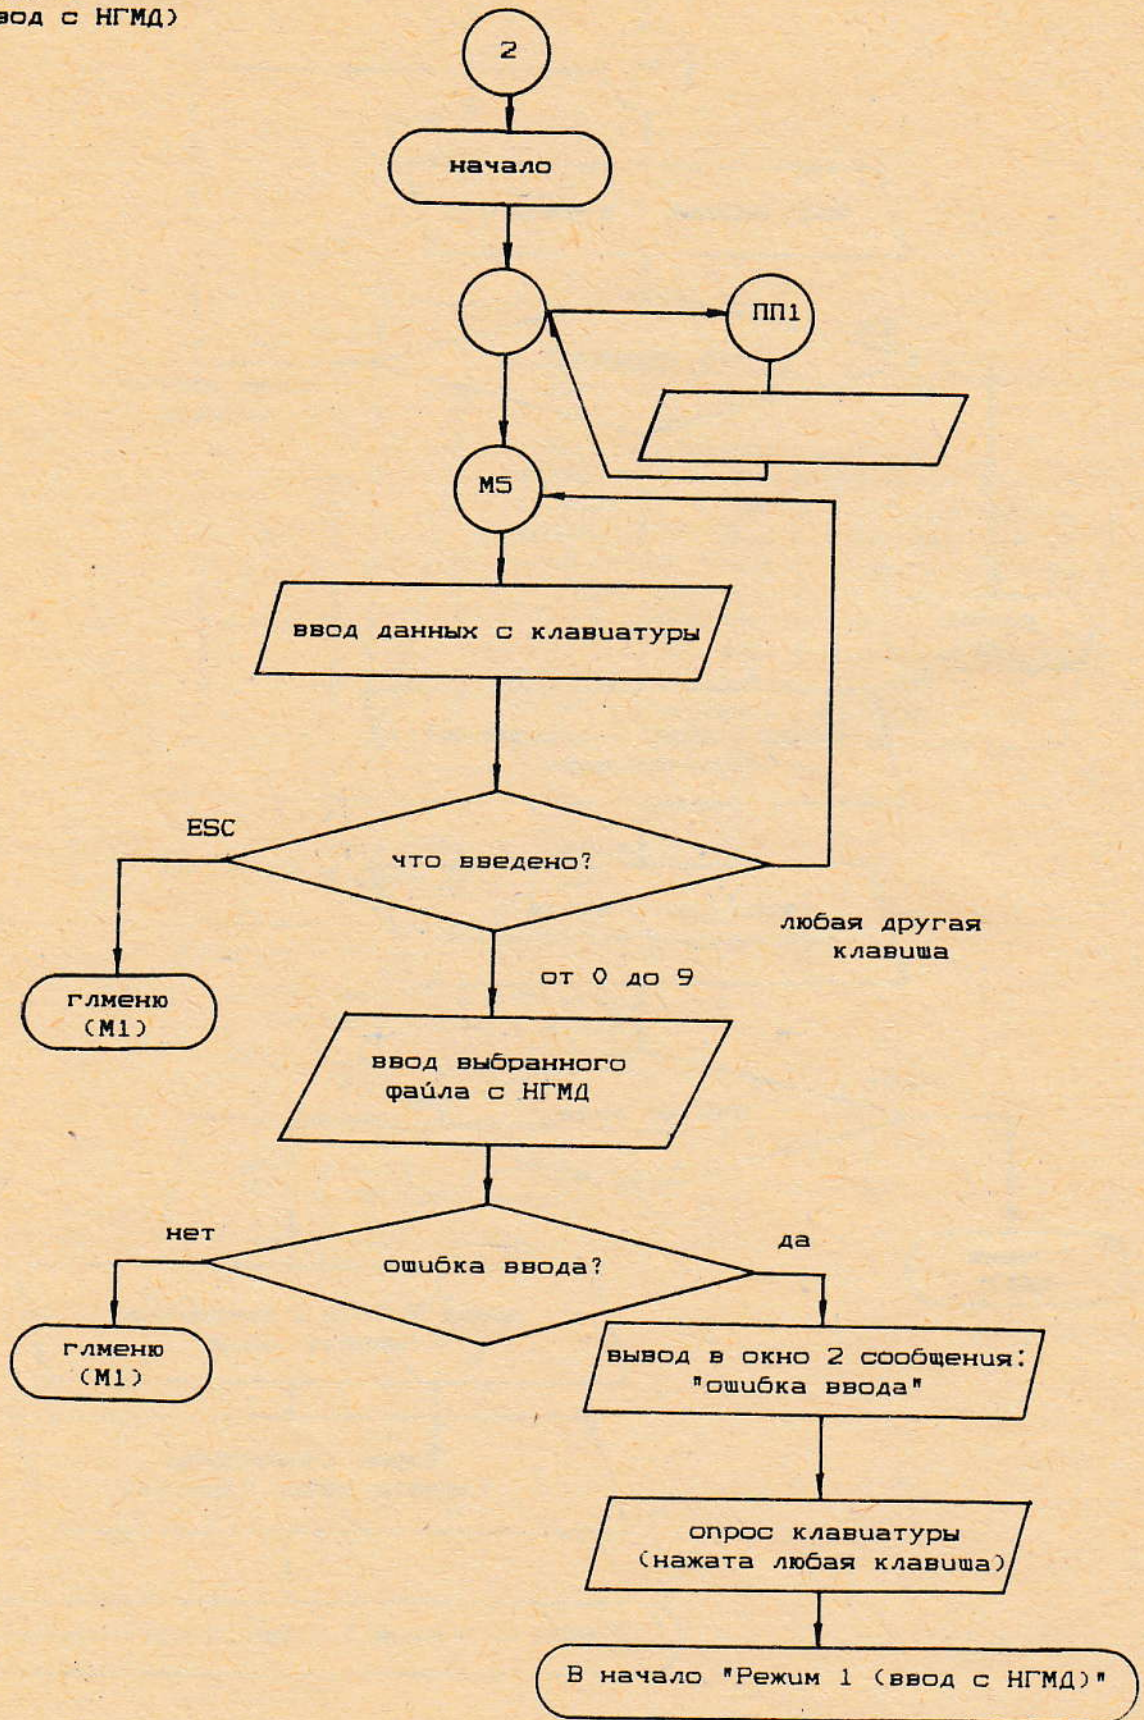 вод с НГМД)
2
начало
ПП1
М5
ввод данных с клавиатуры
ESC
что введено?
любая другая
клавиша
от 0 до 9
глменю
(М1)
ввод выбранного
файла с НГМД
нет
да
ошибка ввода?
глменю
(М1)
вывод в окно 2 сообщения:
"ошибка ввода"
опрос клавиатуры
(нажата любая клавиша)
В начало "Режим 1 (ввод с НГМД)"